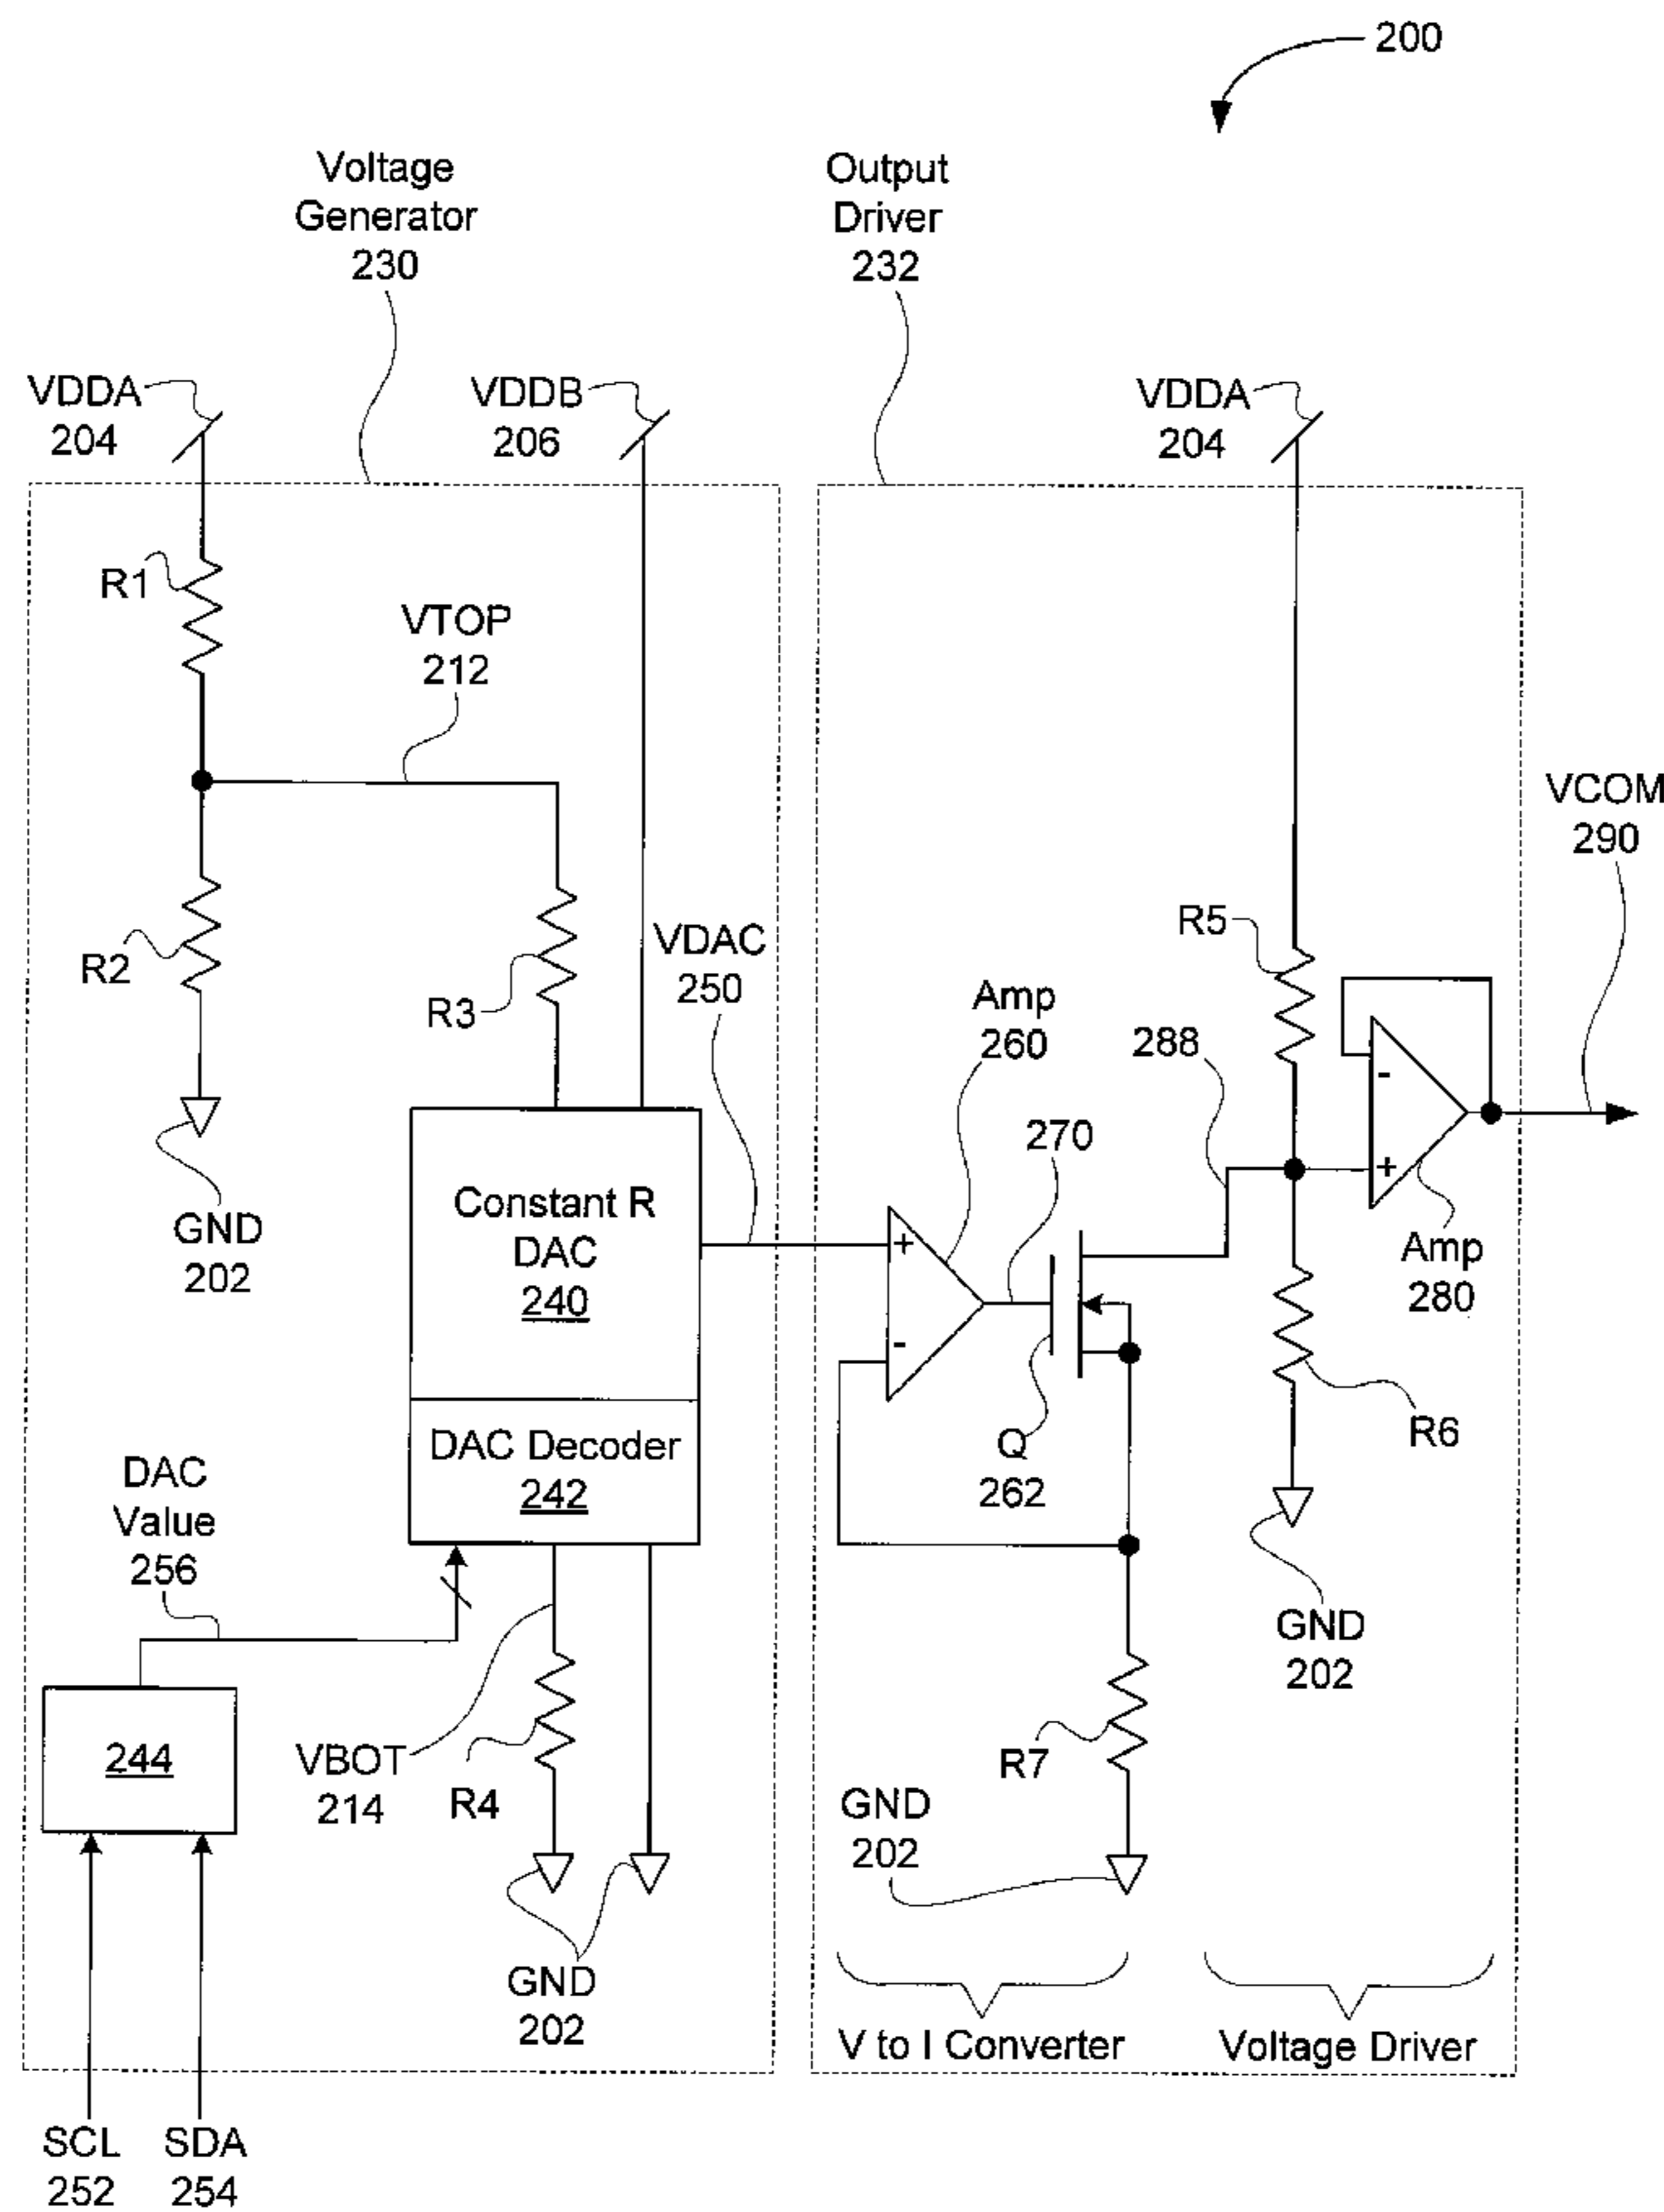 200
Voltage
Generator
230
Output
Driver
232
VDDA
204
VDDB
206
VDDA
204
R1
VTOP
212
VCOM
290
R2
R3
VDAC
250
R5
Amp
260
288
-
270
+
Constant R
DAC
240
+
GND
202
Amp
280
-
DAC Decoder
242
Q
262
R6
DAC
Value
256
GND
202
244
VBOT
214
R4
R7
GND
202
GND
202
V to I Converter
Voltage Driver
SCL
252
SDA
254